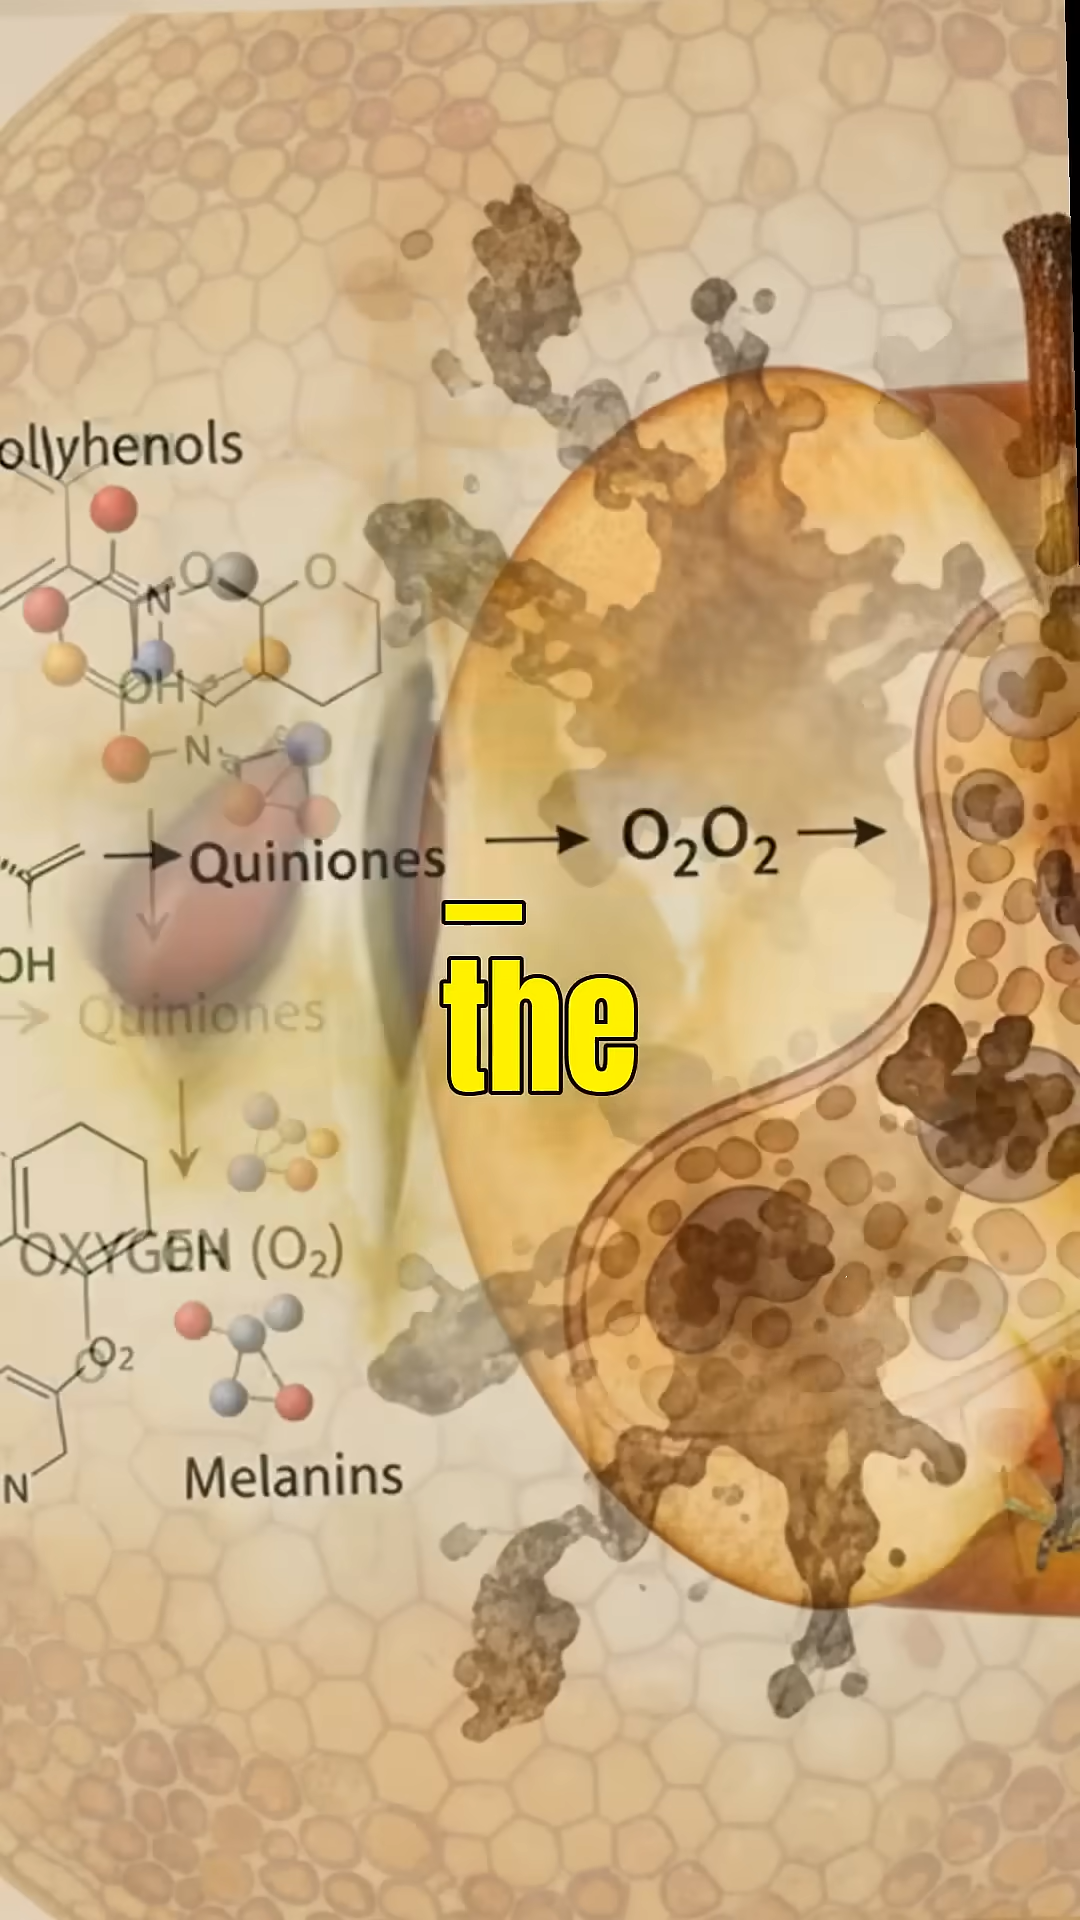 ollyhenols
O
O
N
OH
N
Quiniones
O₂O₂
—
the
OH
Quiniones
OXYGEN (O₂)
O₂
Melanins
N